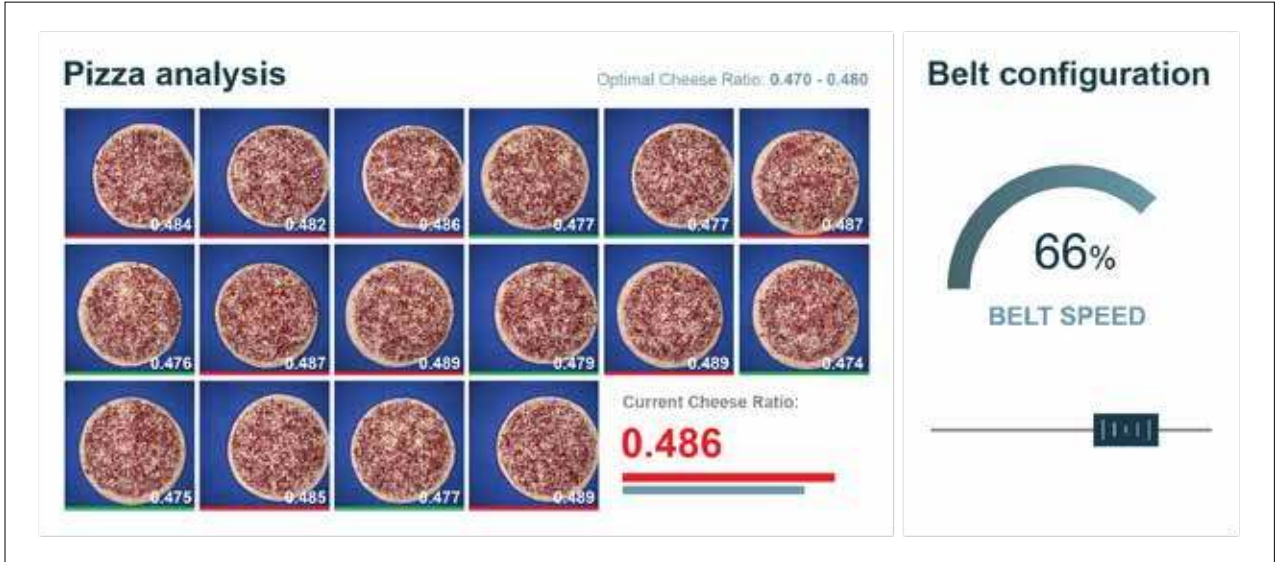 Pizza analysis
Optimal Cheese Ratio: 0.470 - 0.480
Belt configuration
0.484 0.482 0.486 0.477 0.477 0.487
66%
BELT SPEED
0.476 0.487 0.489 0.479 0.489 0.474
Current Cheese Ratio:
0.486
0.475 0.485 0.477 0.489